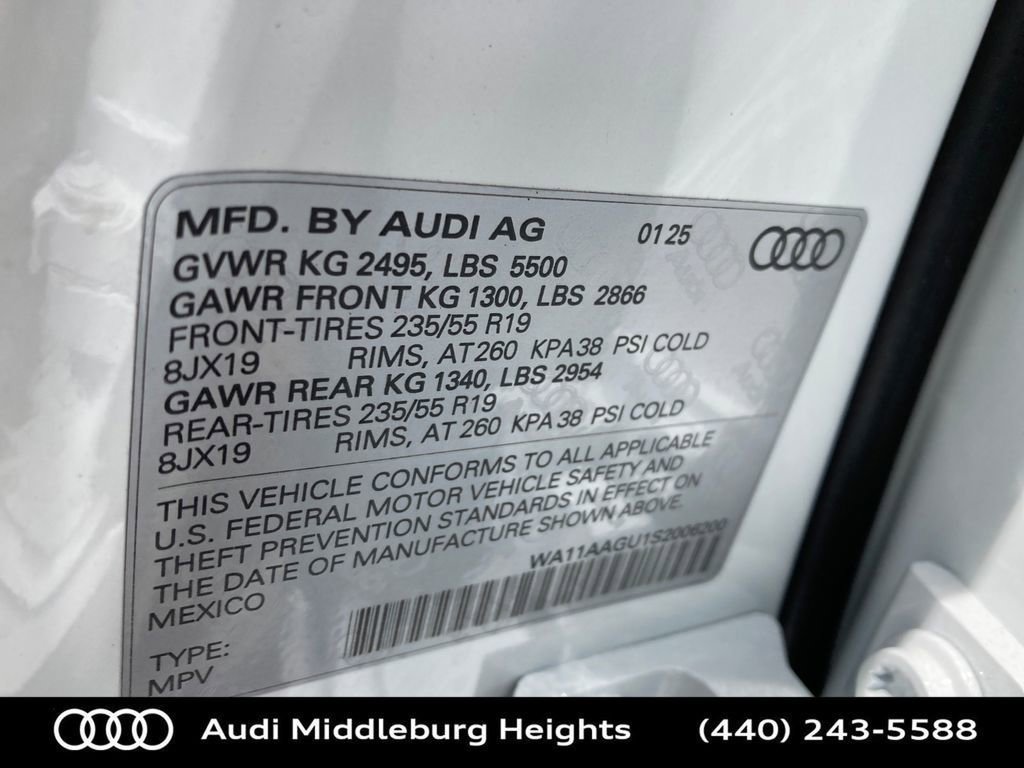 MFD. BY AUDI AG 0125
GVWR KG 2495, LBS 5500
GAWR FRONT KG 1300, LBS 2866
FRONT-TIRES 235/55 R19
8JX19 RIMS, AT 260 KPA 38 PSI COLD
GAWR REAR KG 1340, LBS 2954
REAR-TIRES 235/55 R19
8JX19 RIMS, AT 260 KPA 38 PSI COLD
THIS VEHICLE CONFORMS TO ALL APPLICABLE
U.S. FEDERAL MOTOR VEHICLE SAFETY AND
THEFT PREVENTION STANDARDS IN EFFECT ON
THE DATE OF MANUFACTURE SHOWN ABOVE.
MEXICO WA11AAGU1S2006200
TYPE:
MPV
Audi Middleburg Heights (440) 243-5588